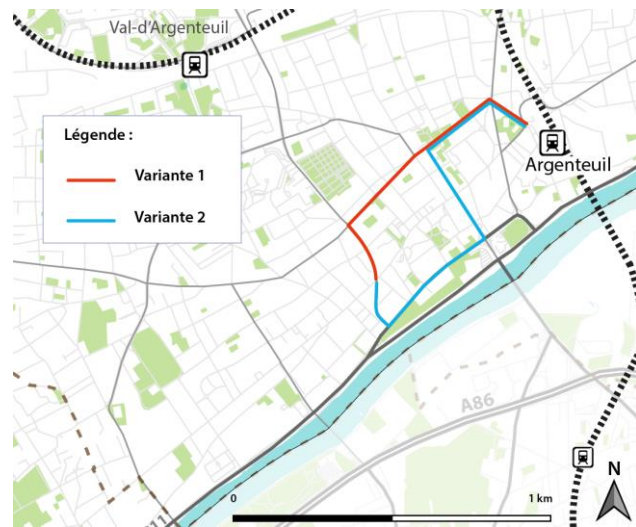 Val-d'Argenteuil
Légende :
Variante 1
Variante 2
Argenteuil
A86
N
0
1 km